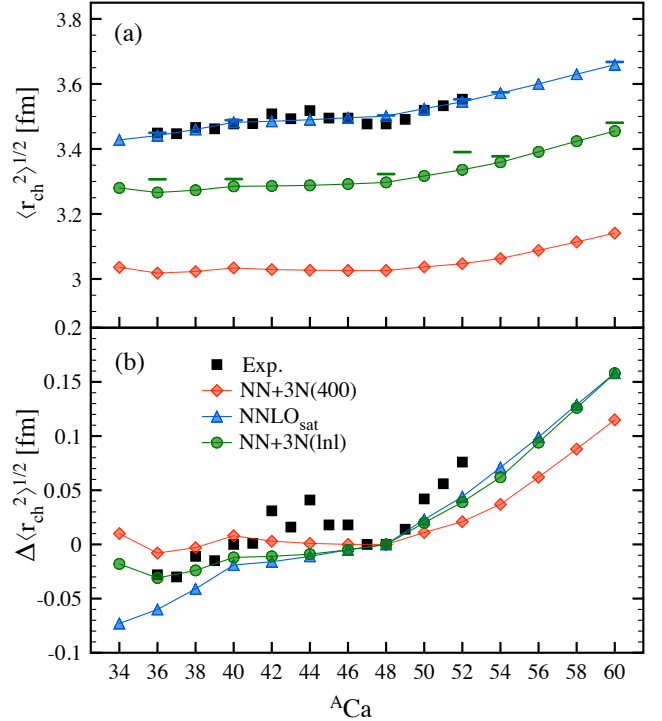 (a)
⟨r_ch^2⟩^1/2 [fm]
3.8
3.6
3.4
3.2
3
0.2
(b)
Exp.
NN+3N(400)
NNLO_sat
NN+3N(lnl)
Δ⟨r_ch^2⟩^1/2 [fm]
0.15
0.1
0.05
0
-0.05
-0.1
34 36 38 40 42 44 46 48 50 52 54 56 58 60
^A Ca